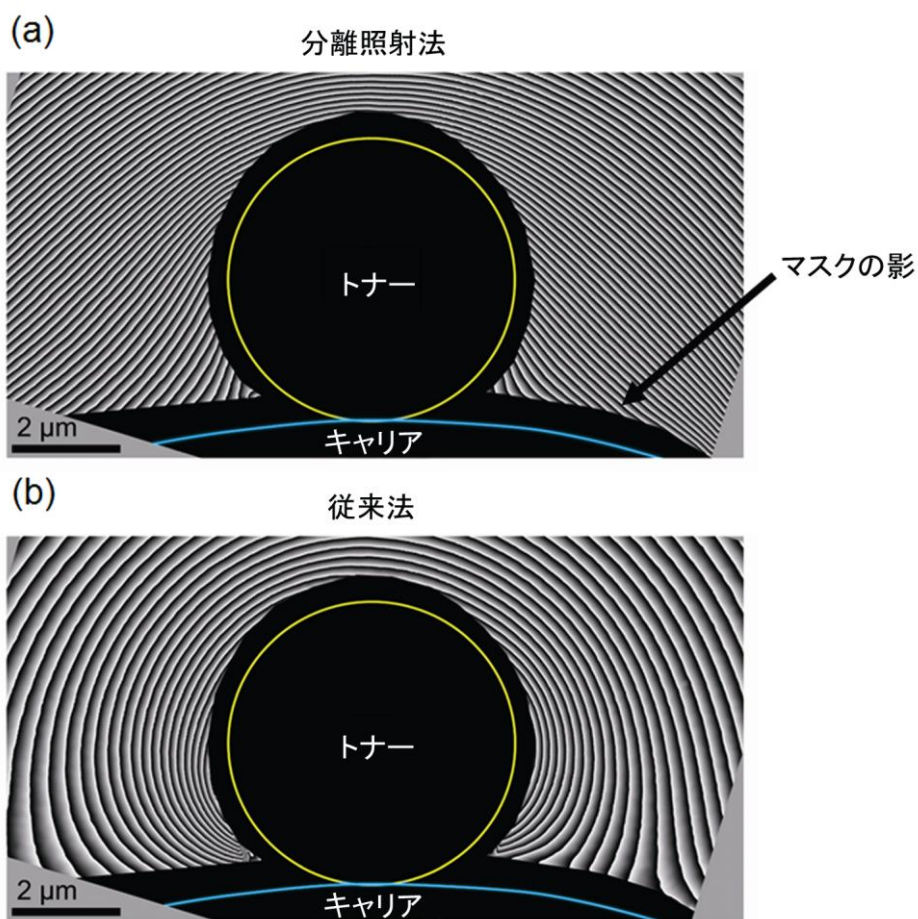 (a)
分離照射法
トナー
マスクの影
2 μm
キャリア
(b)
従来法
トナー
2 μm
キャリア